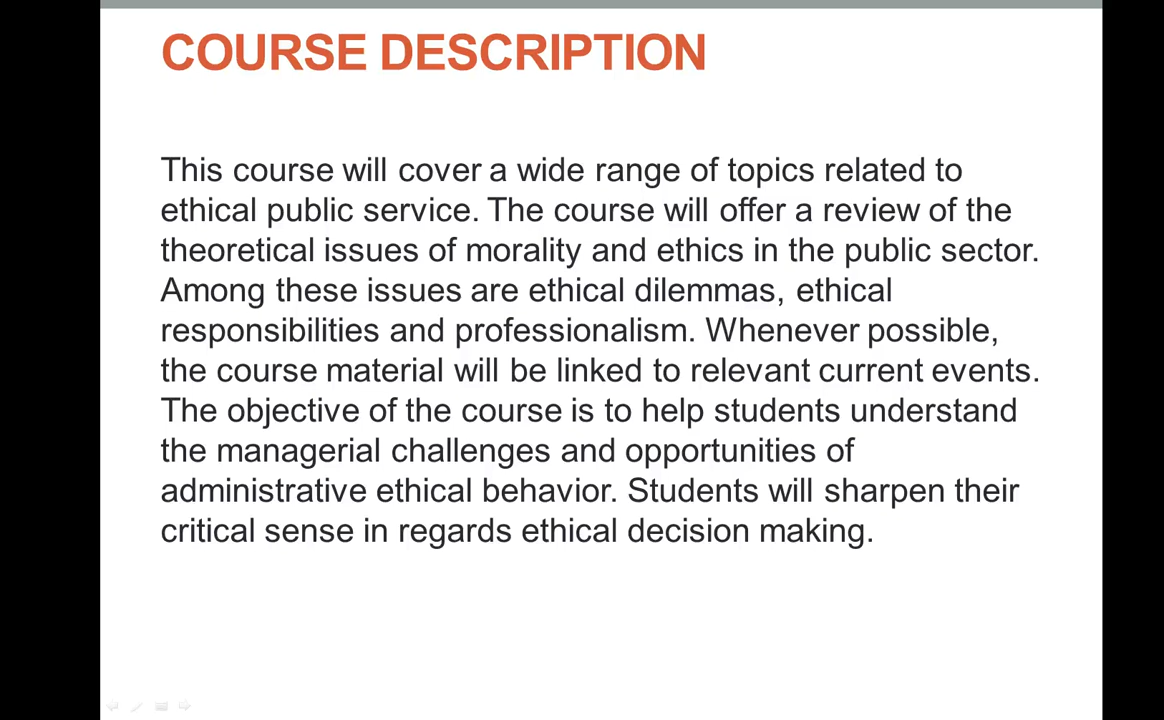 COURSE DESCRIPTION
This course will cover a wide range of topics related to
ethical public service. The course will offer a review of the
theoretical issues of morality and ethics in the public sector.
Among these issues are ethical dilemmas, ethical
responsibilities and professionalism. Whenever possible,
the course material will be linked to relevant current events.
The objective of the course is to help students understand
the managerial challenges and opportunities of
administrative ethical behavior. Students will sharpen their
critical sense in regards ethical decision making.